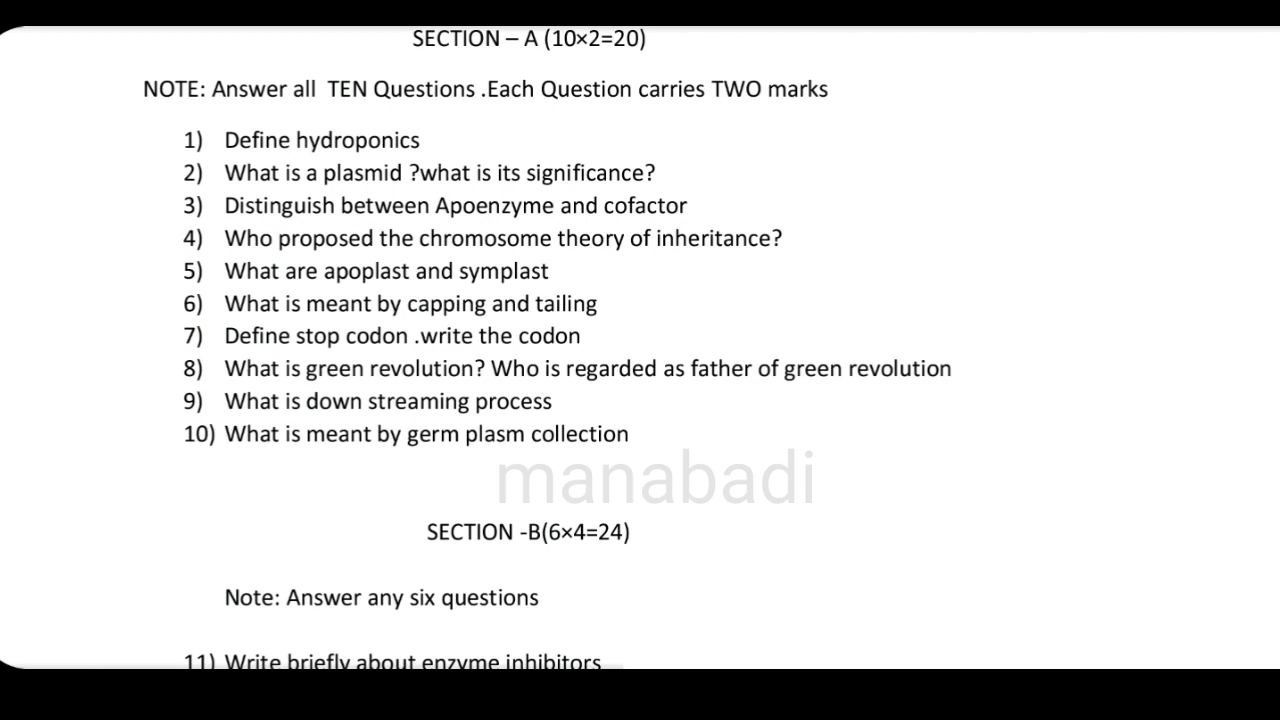 SECTION – A (10×2=20)
NOTE: Answer all  TEN Questions .Each Question carries TWO marks
1) Define hydroponics
2) What is a plasmid ?what is its significance?
3) Distinguish between Apoenzyme and cofactor
4) Who proposed the chromosome theory of inheritance?
5) What are apoplast and symplast
6) What is meant by capping and tailing
7) Define stop codon .write the codon
8) What is green revolution? Who is regarded as father of green revolution
9) What is down streaming process
10) What is meant by germ plasm collection
manabadi
SECTION -B(6×4=24)
Note: Answer any six questions
11) Write briefly about enzyme inhibitors